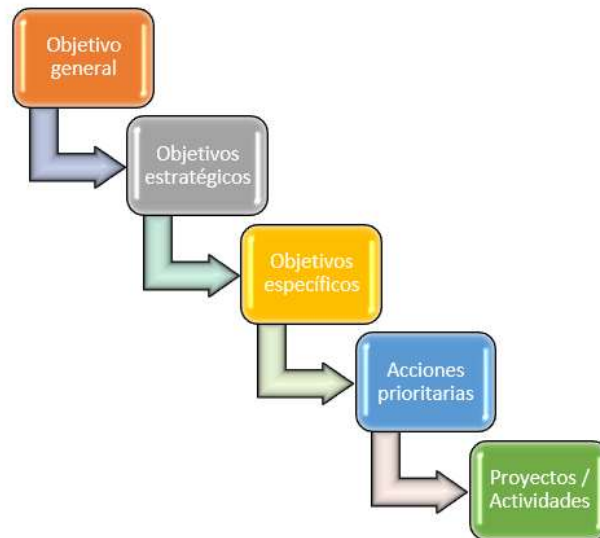 Objetivo
general
Objetivos
estratégicos
Objetivos
específicos
Acciones
prioritarias
Proyectos /
Actividades